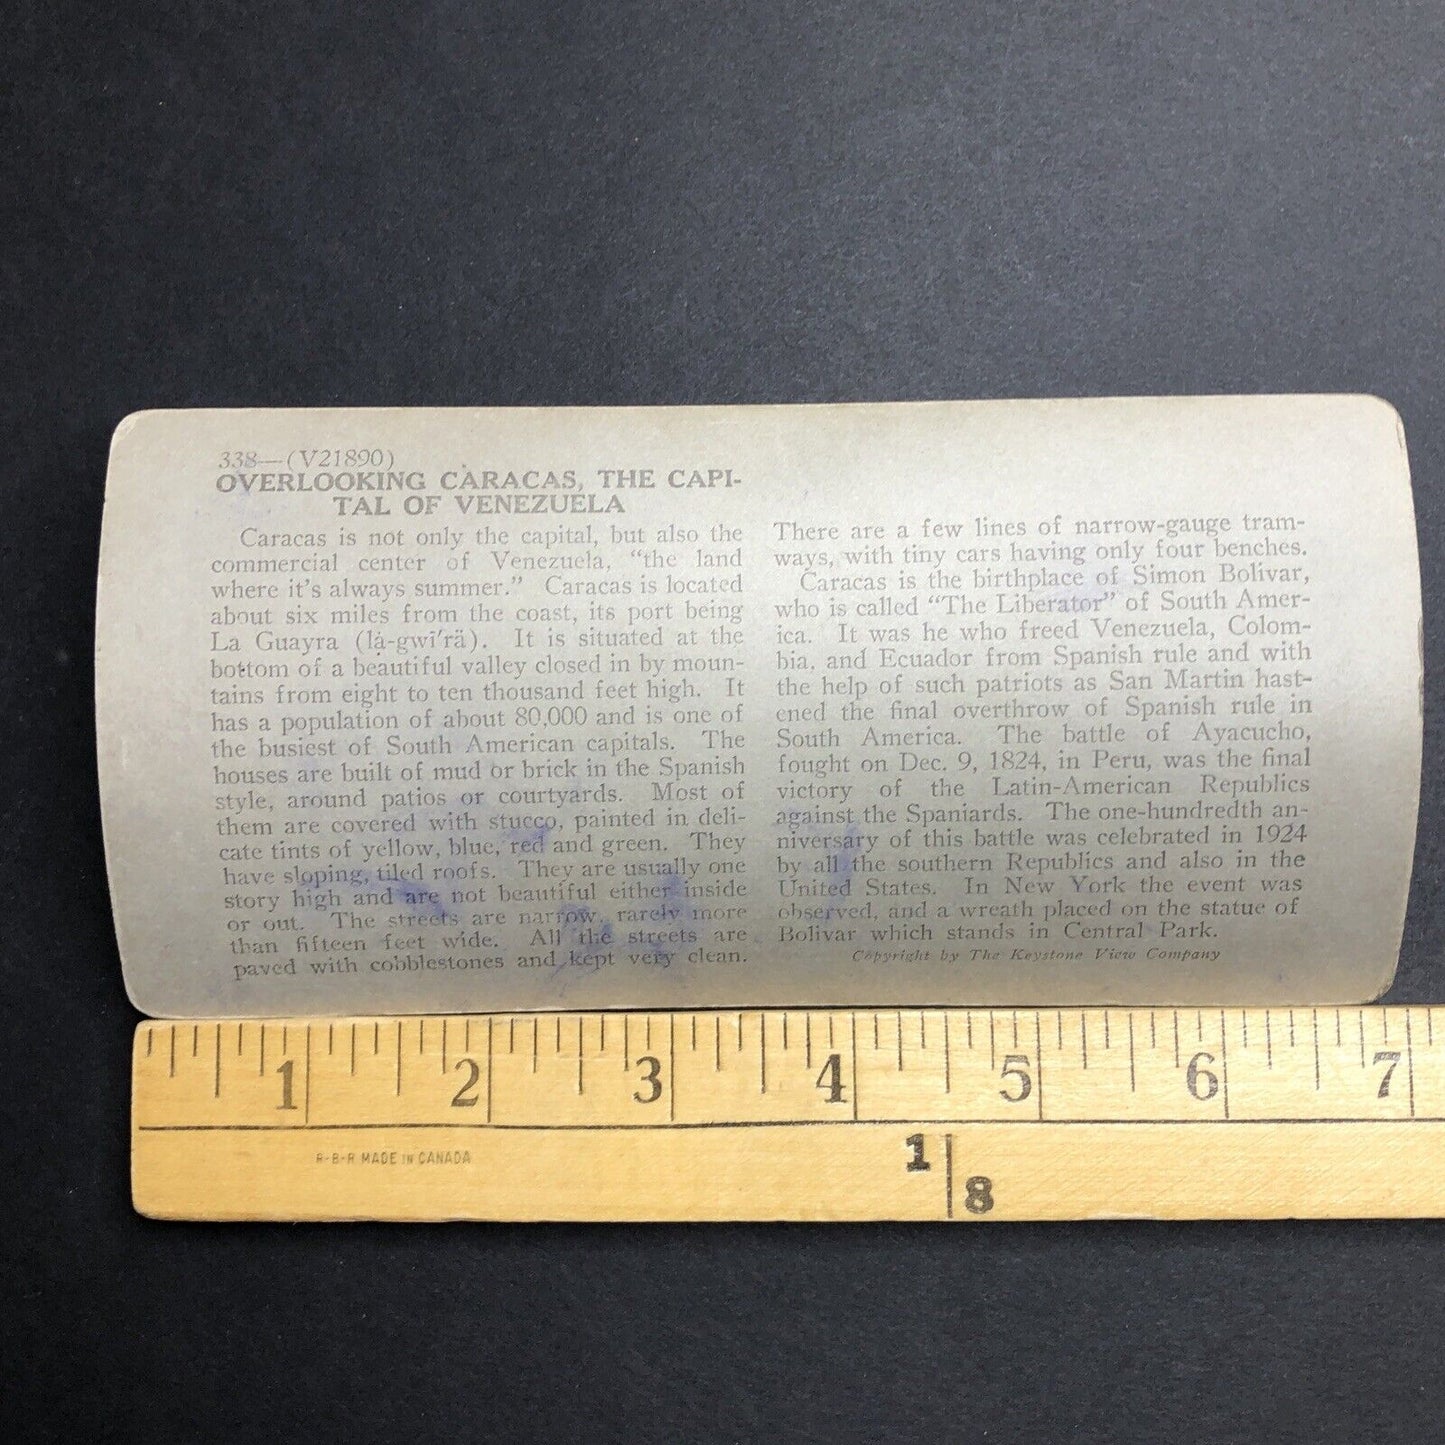 338—(V21890)
OVERLOOKING CARACAS, THE CAPI-
TAL OF VENEZUELA
Caracas is not only the capital, but also the
commercial center of Venezuela, “the land
where it’s always summer.” Caracas is located
about six miles from the coast, its port being
La Guayra (lȧ-gwī′rä). It is situated at the
bottom of a beautiful valley closed in by moun-
tains from eight to ten thousand feet high. It
has a population of about 80,000 and is one of
the busiest of South American capitals. The
houses are built of mud or brick in the Spanish
style, around patios or courtyards. Most of
them are covered with stucco, painted in deli-
cate tints of yellow, blue, red and green. They
have sloping, tiled roofs. They are usually one
story high and are not beautiful either inside
or out. The streets are narrow, rarely more
than fifteen feet wide. All the streets are
paved with cobblestones and kept very clean.
There are a few lines of narrow-gauge tram-
ways, with tiny cars having only four benches.
Caracas is the birthplace of Simon Bolivar,
who is called “The Liberator” of South Amer-
ica. It was he who freed Venezuela, Colom-
bia, and Ecuador from Spanish rule and with
the help of such patriots as San Martin hast-
ened the final overthrow of Spanish rule in
South America. The battle of Ayacucho,
fought on Dec. 9, 1824, in Peru, was the final
victory of the Latin-American Republics
against the Spaniards. The one-hundredth an-
niversary of this battle was celebrated in 1924
by all the southern Republics and also in the
United States. In New York the event was
observed, and a wreath placed on the statue of
Bolivar which stands in Central Park.
Copyright by The Keystone View Company
1 2 3 4 5 6 7
R-B-R MADE IN CANADA
1 8